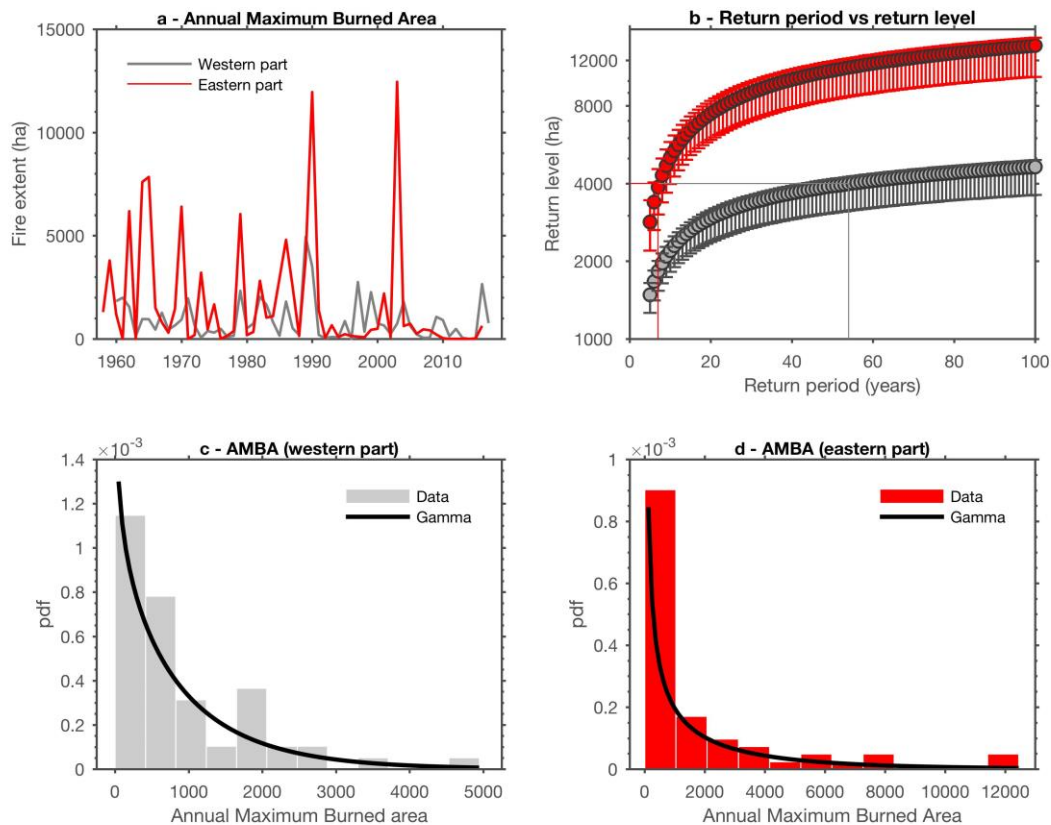 a - Annual Maximum Burned Area
15000
10000
5000
0
Fire extent (ha)
Western part
Eastern part
1960 1970 1980 1990 2000 2010
b - Return period vs return level
12000
8000
4000
2000
1000
Return level (ha)
0 20 40 60 80 100
Return period (years)
c - AMBA (western part)
×10⁻³
1.4
1.2
1
0.8
0.6
0.4
0.2
0
pdf
Data
Gamma
0 1000 2000 3000 4000 5000
Annual Maximum Burned area
d - AMBA (eastern part)
×10⁻³
1
0.8
0.6
0.4
0.2
0
pdf
Data
Gamma
0 2000 4000 6000 8000 10000 12000
Annual Maximum Burned Area